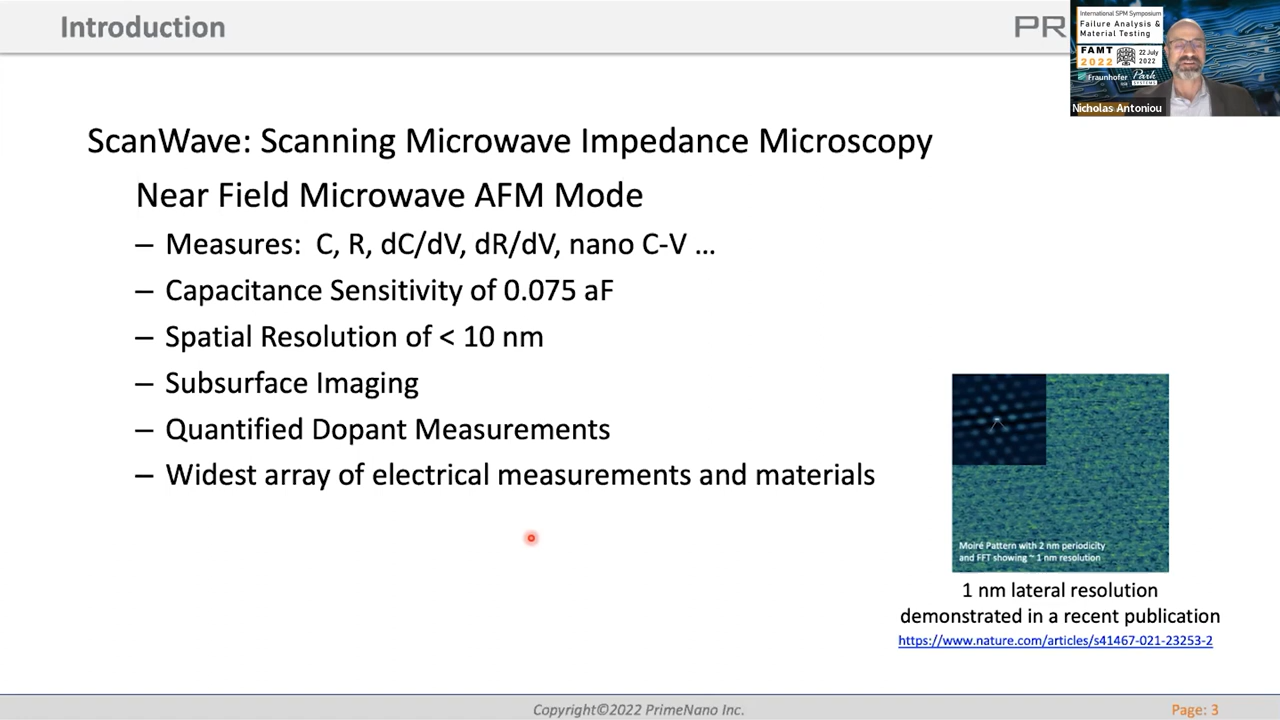 Introduction
PR
International SPM Symposium
Failure Analysis &
Material Testing
FAMT
2022
22 July
2022
Fraunhofer
Park
SYSTEMS
Nicholas Antoniou
ScanWave: Scanning Microwave Impedance Microscopy
Near Field Microwave AFM Mode
– Measures: C, R, dC/dV, dR/dV, nano C-V ...
– Capacitance Sensitivity of 0.075 aF
– Spatial Resolution of < 10 nm
– Subsurface Imaging
– Quantified Dopant Measurements
– Widest array of electrical measurements and materials
Moiré Pattern with 2 nm periodicity
and FFT showing ~ 1 nm resolution
1 nm lateral resolution
demonstrated in a recent publication
https://www.nature.com/articles/s41467-021-23253-2
Copyright©2022 PrimeNano Inc.
Page: 3